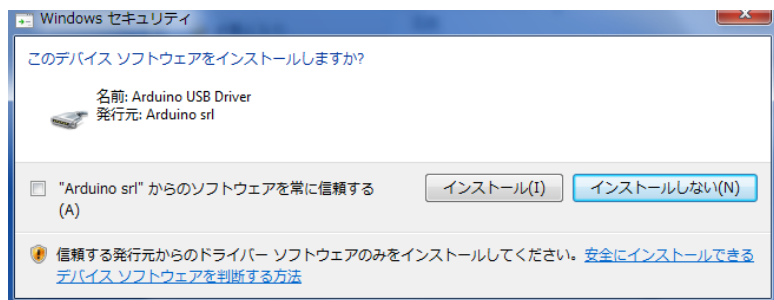 Windows セキュリティ
このデバイス ソフトウェアをインストールしますか?
名前: Arduino USB Driver
発行元: Arduino srl
"Arduino srl" からのソフトウェアを常に信頼する
(A)
インストール(I)
インストールしない(N)
信頼する発行元からのドライバー ソフトウェアのみをインストールしてください。安全にインストールできる
デバイス ソフトウェアを判断する方法